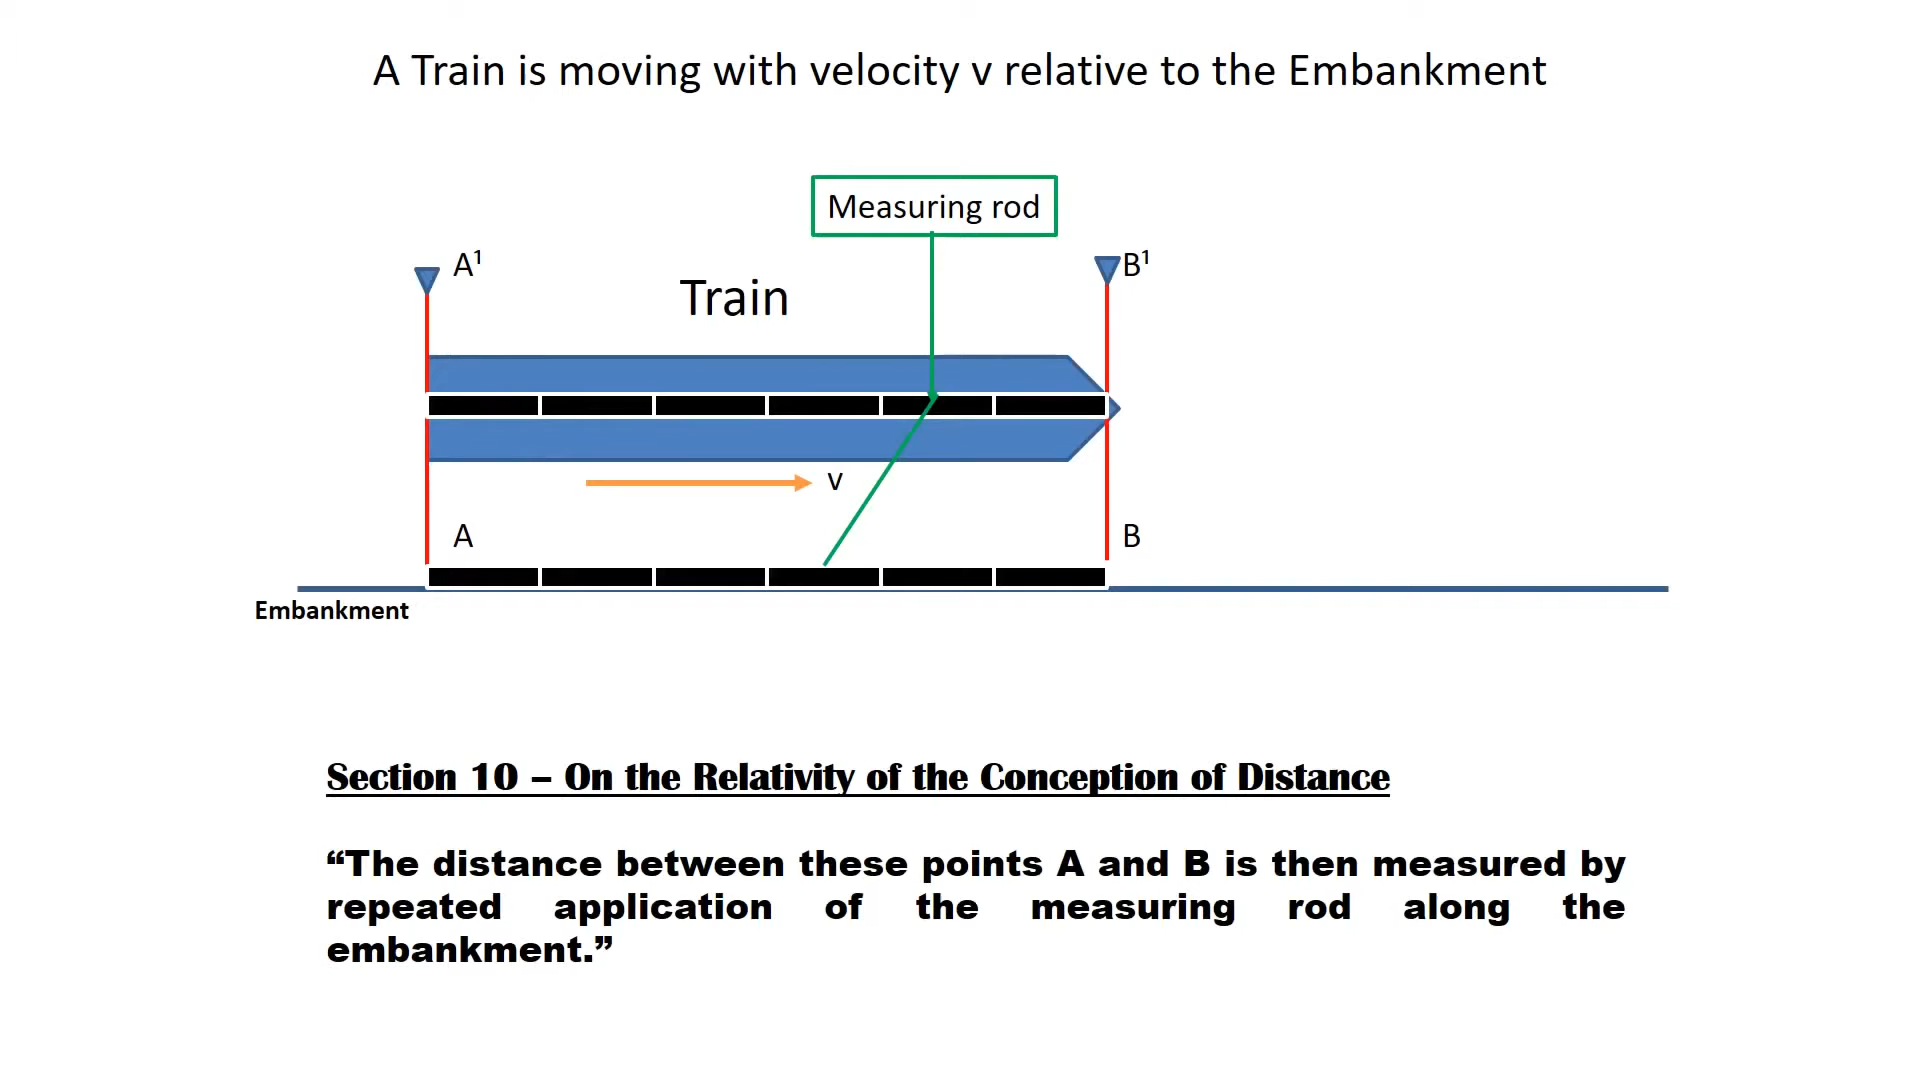 A Train is moving with velocity v relative to the Embankment
Measuring rod
A¹
B¹
Train
v
A
B
Embankment
Section 10 – On the Relativity of the Conception of Distance
“The distance between these points A and B is then measured by
repeated application of the measuring rod along the
embankment.”